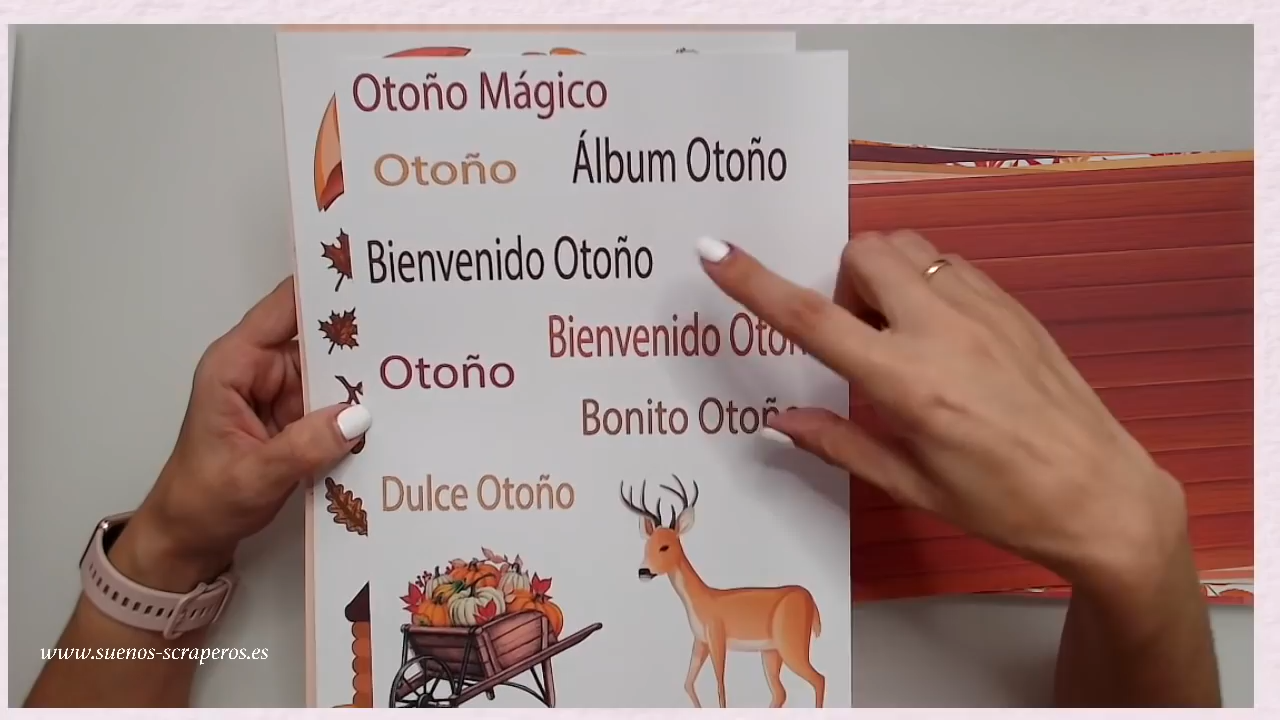 Otoño Mágico
Otoño
Álbum Otoño
Bienvenido Otoño
Bienvenido
Otoño
Bonito
Dulce Otoño
www.suenos-scraperos.es